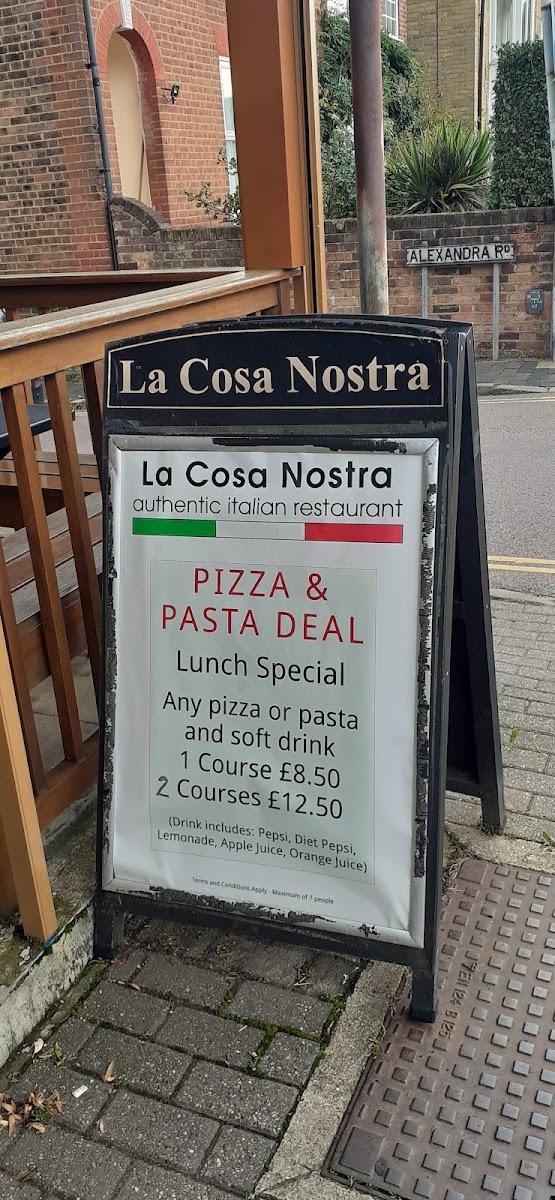 ALEXANDRA RD
La Cosa Nostra
La Cosa Nostra
authentic italian restaurant
PIZZA &
PASTA DEAL
Lunch Special
Any pizza or pasta
and soft drink
1 Course £8.50
2 Courses £12.50
(Drink includes: Pepsi, Diet Pepsi,
Lemonade, Apple Juice, Orange Juice)
Terms and Conditions Apply - Maximum of 7 people